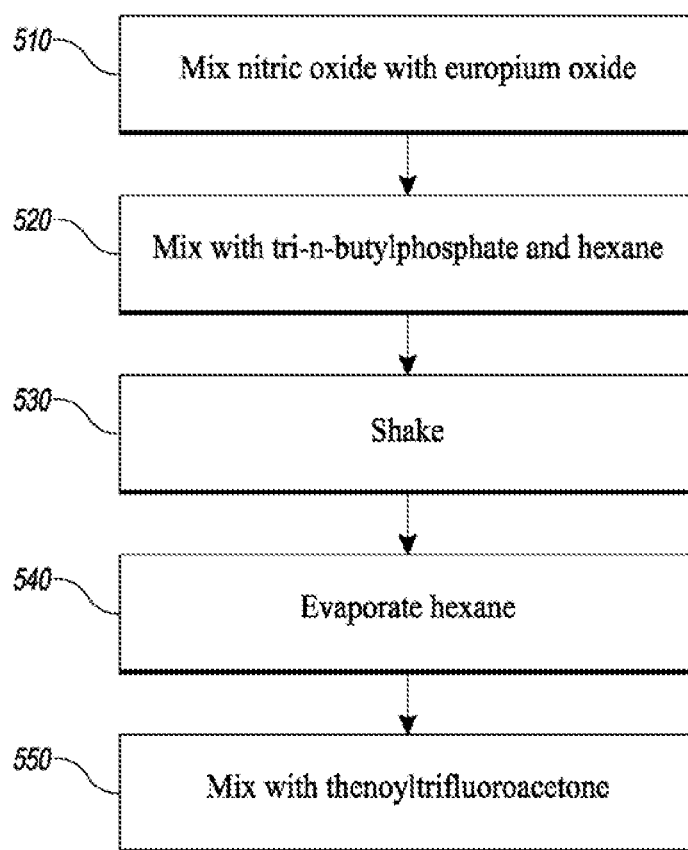 510
Mix nitric oxide with europium oxide
520
Mix with tri-n-butylphosphate and hexane
530
Shake
540
Evaporate hexane
550
Mix with thenoyltrifluoroacetone